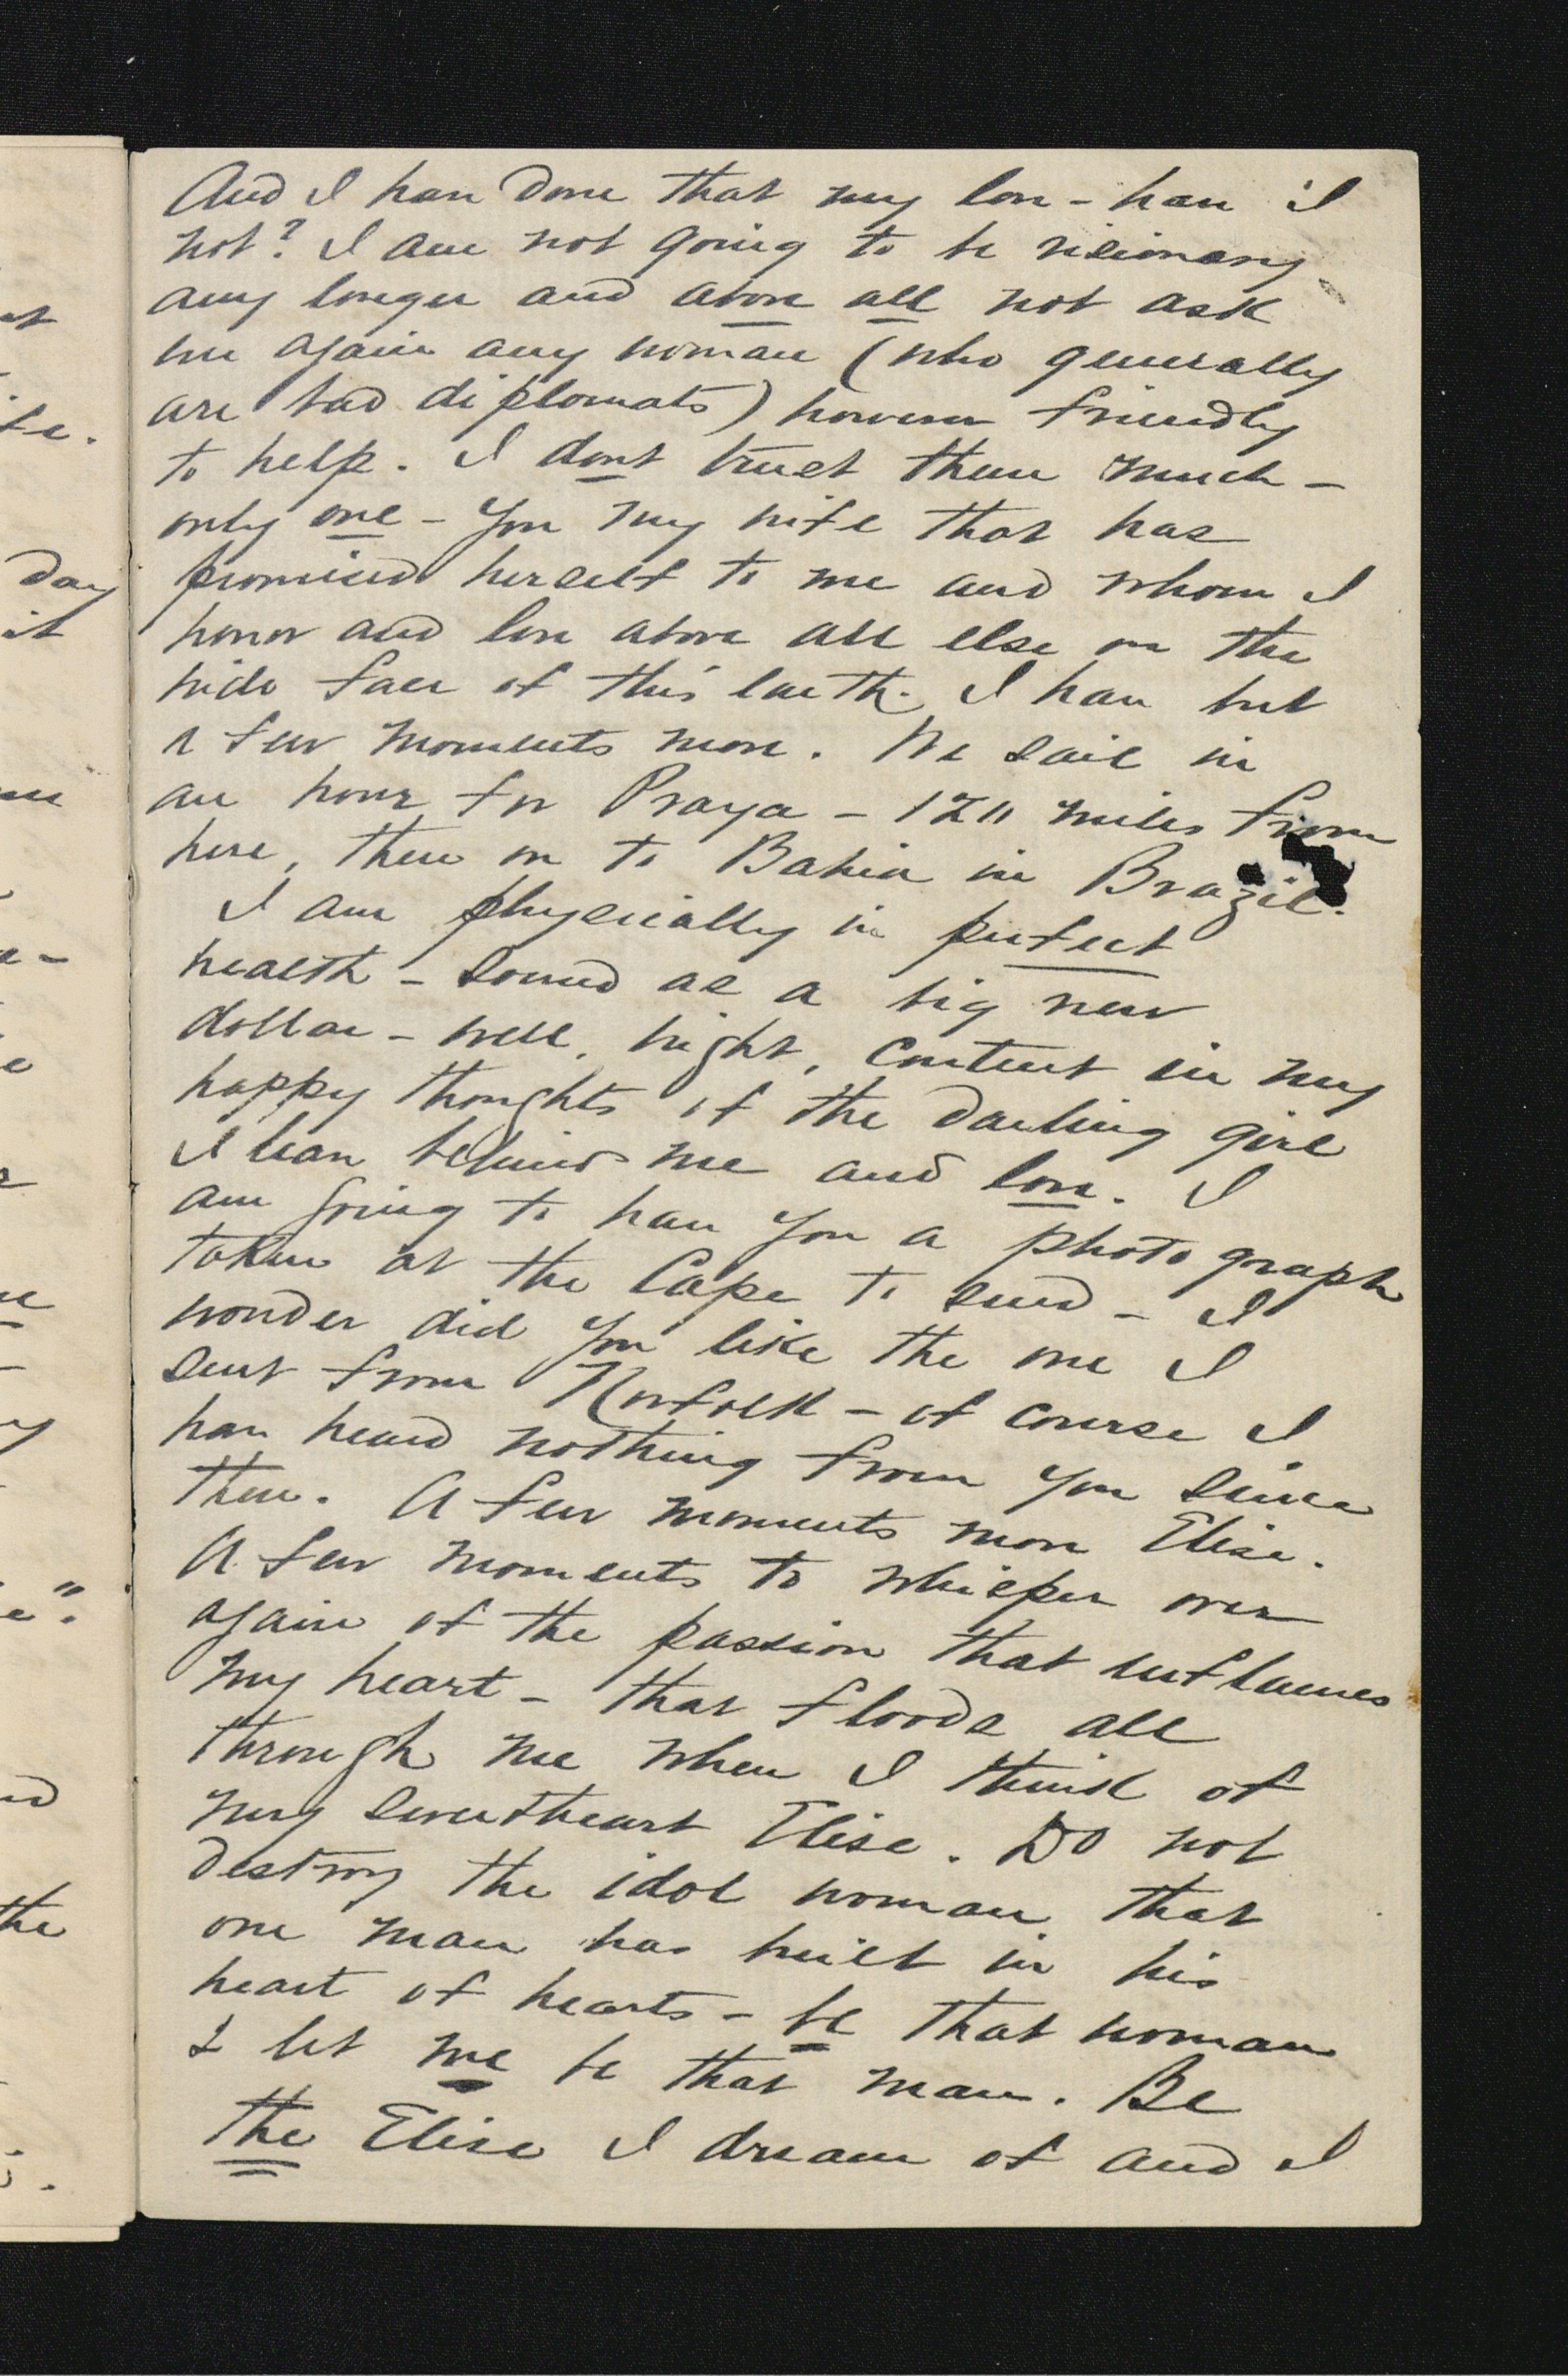 And I have done that my love - have I
not? I am not going to be visionary
any longer and above all not ask
me again any woman (who generally
are bad diplomats) however friendly
to help. I dont trust them much -
only one - you my wife that has
promised herself to me and whom I
honor and love above all else on the
wide face of this earth. I have but
a few moments more. We sail in
an hour for Praya - 120 miles from
here, then on to Bahia in Brazil.
I am physically in perfect
health - sound as a big new
dollar - well, bright, content in my
happy thoughts of the darling girl
I leave behind me and love. I
am going to have you a photograph
taken at the Cape to send - I
wonder did you like the one I
sent from Norfolk - of course I
have heard nothing from you since
then. A few moments more Elise.
A few moments to whisper over
again of the passion that enflames
my heart - that floods all
through me when I think of
my sweetheart Elise. Do not
destroy the idol woman that
one man has built in his
heart of hearts - be that woman
& let me be that man. Be
the Elise I dream of and I
day
it
the